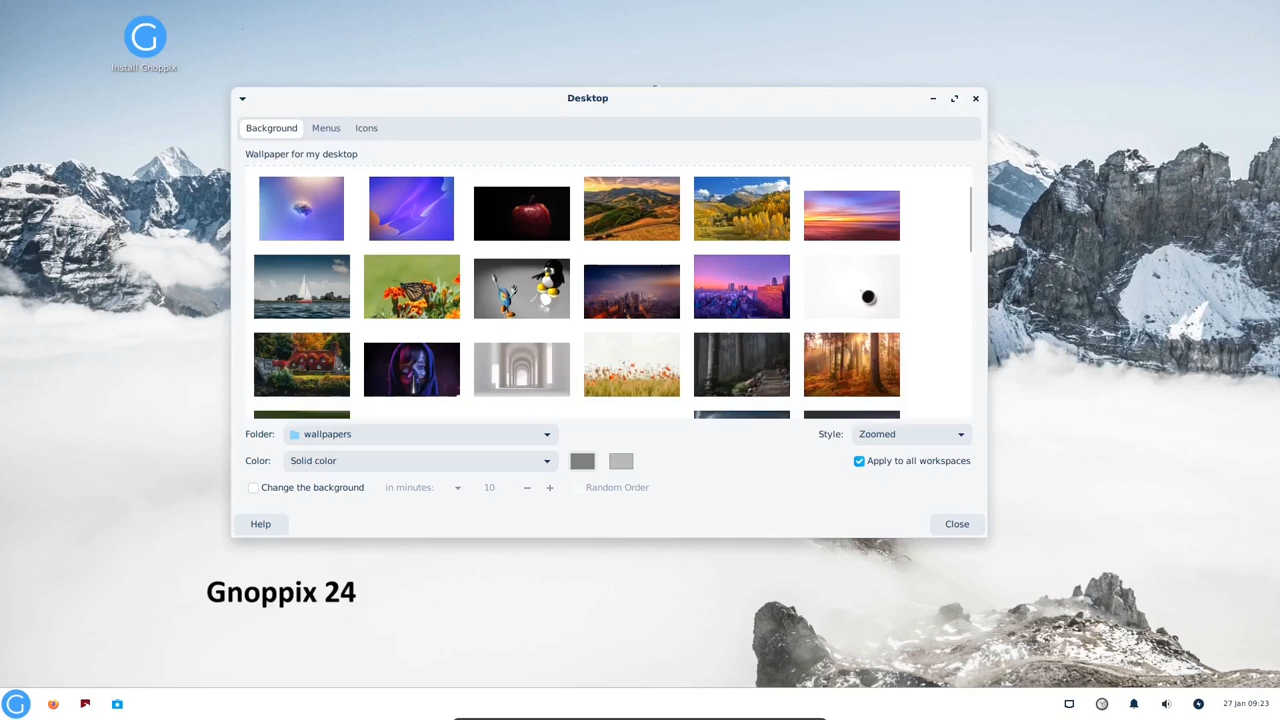 Install Gnoppix
Desktop
Background Menus Icons
Wallpaper for my desktop
Folder: wallpapers Style: Zoomed
Color: Solid color Apply to all workspaces
Change the background in minutes: 10 Random Order
Help Close
Gnoppix 24
27 Jan 09:23